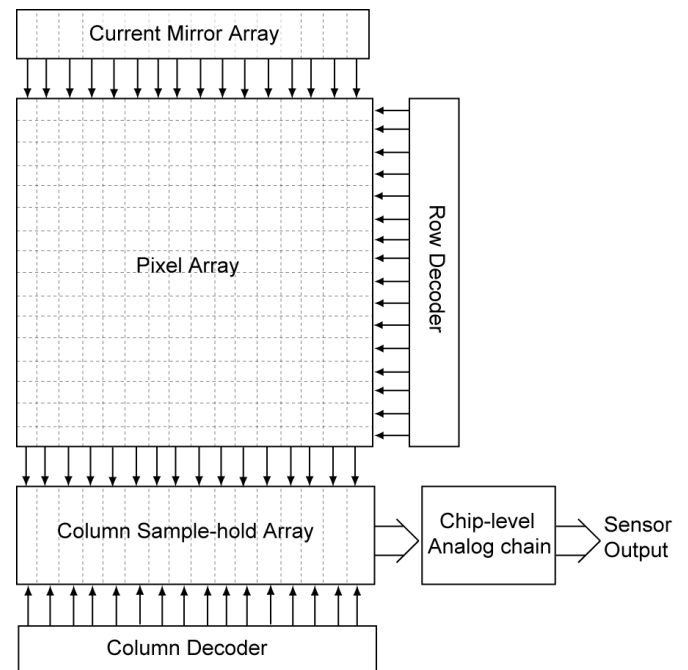 Current Mirror Array
Pixel Array
Row Decoder
Column Sample-hold Array
Chip-level
Analog chain
Sensor
Output
Column Decoder